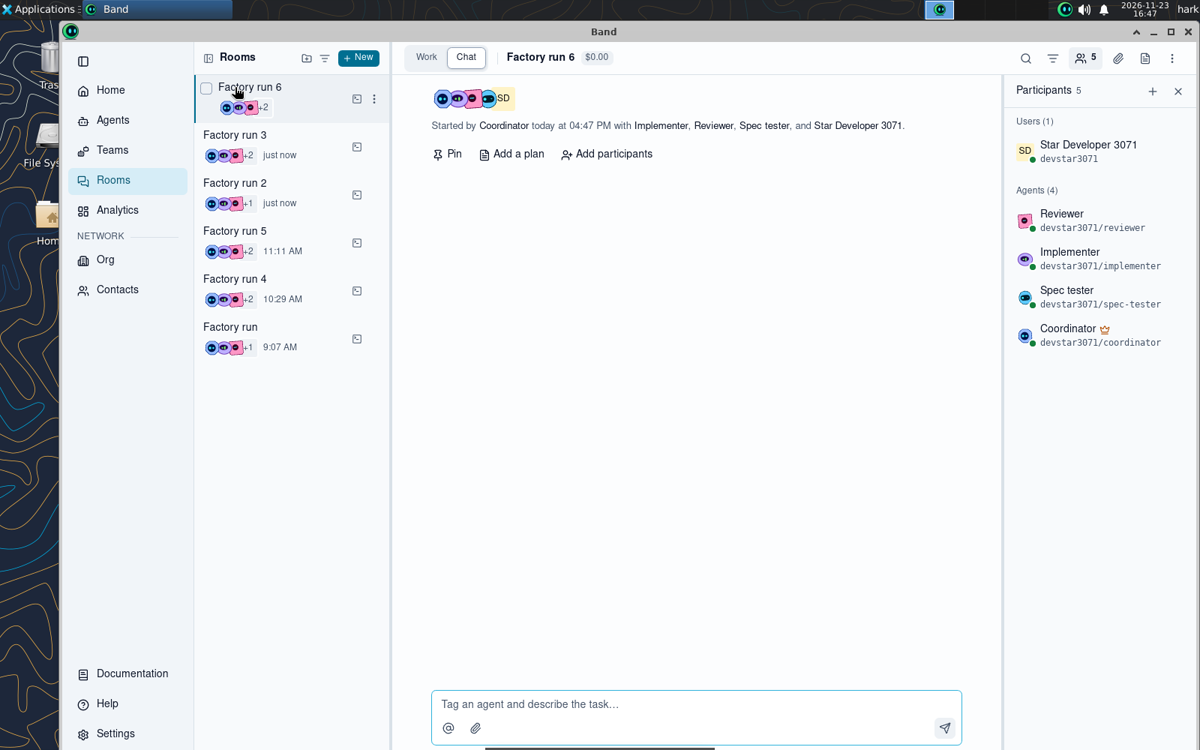 Applications
Band
2026-11-23
16:47
hark
Band
Tras
File Sys
Hom
Home
Agents
Teams
Rooms
Analytics
NETWORK
Org
Contacts
Documentation
Help
Settings
Rooms
+ New
Factory run 6
+2
Factory run 3
+2 just now
Factory run 2
+1 just now
Factory run 5
+2 11:11 AM
Factory run 4
+2 10:29 AM
Factory run
+1 9:07 AM
Work
Chat
Factory run 6
$0.00
5
SD
Started by Coordinator today at 04:47 PM with Implementer, Reviewer, Spec tester, and Star Developer 3071.
Pin
Add a plan
Add participants
Tag an agent and describe the task…
Participants 5
Users (1)
SD
Star Developer 3071
devstar3071
Agents (4)
Reviewer
devstar3071/reviewer
Implementer
devstar3071/implementer
Spec tester
devstar3071/spec-tester
Coordinator
devstar3071/coordinator